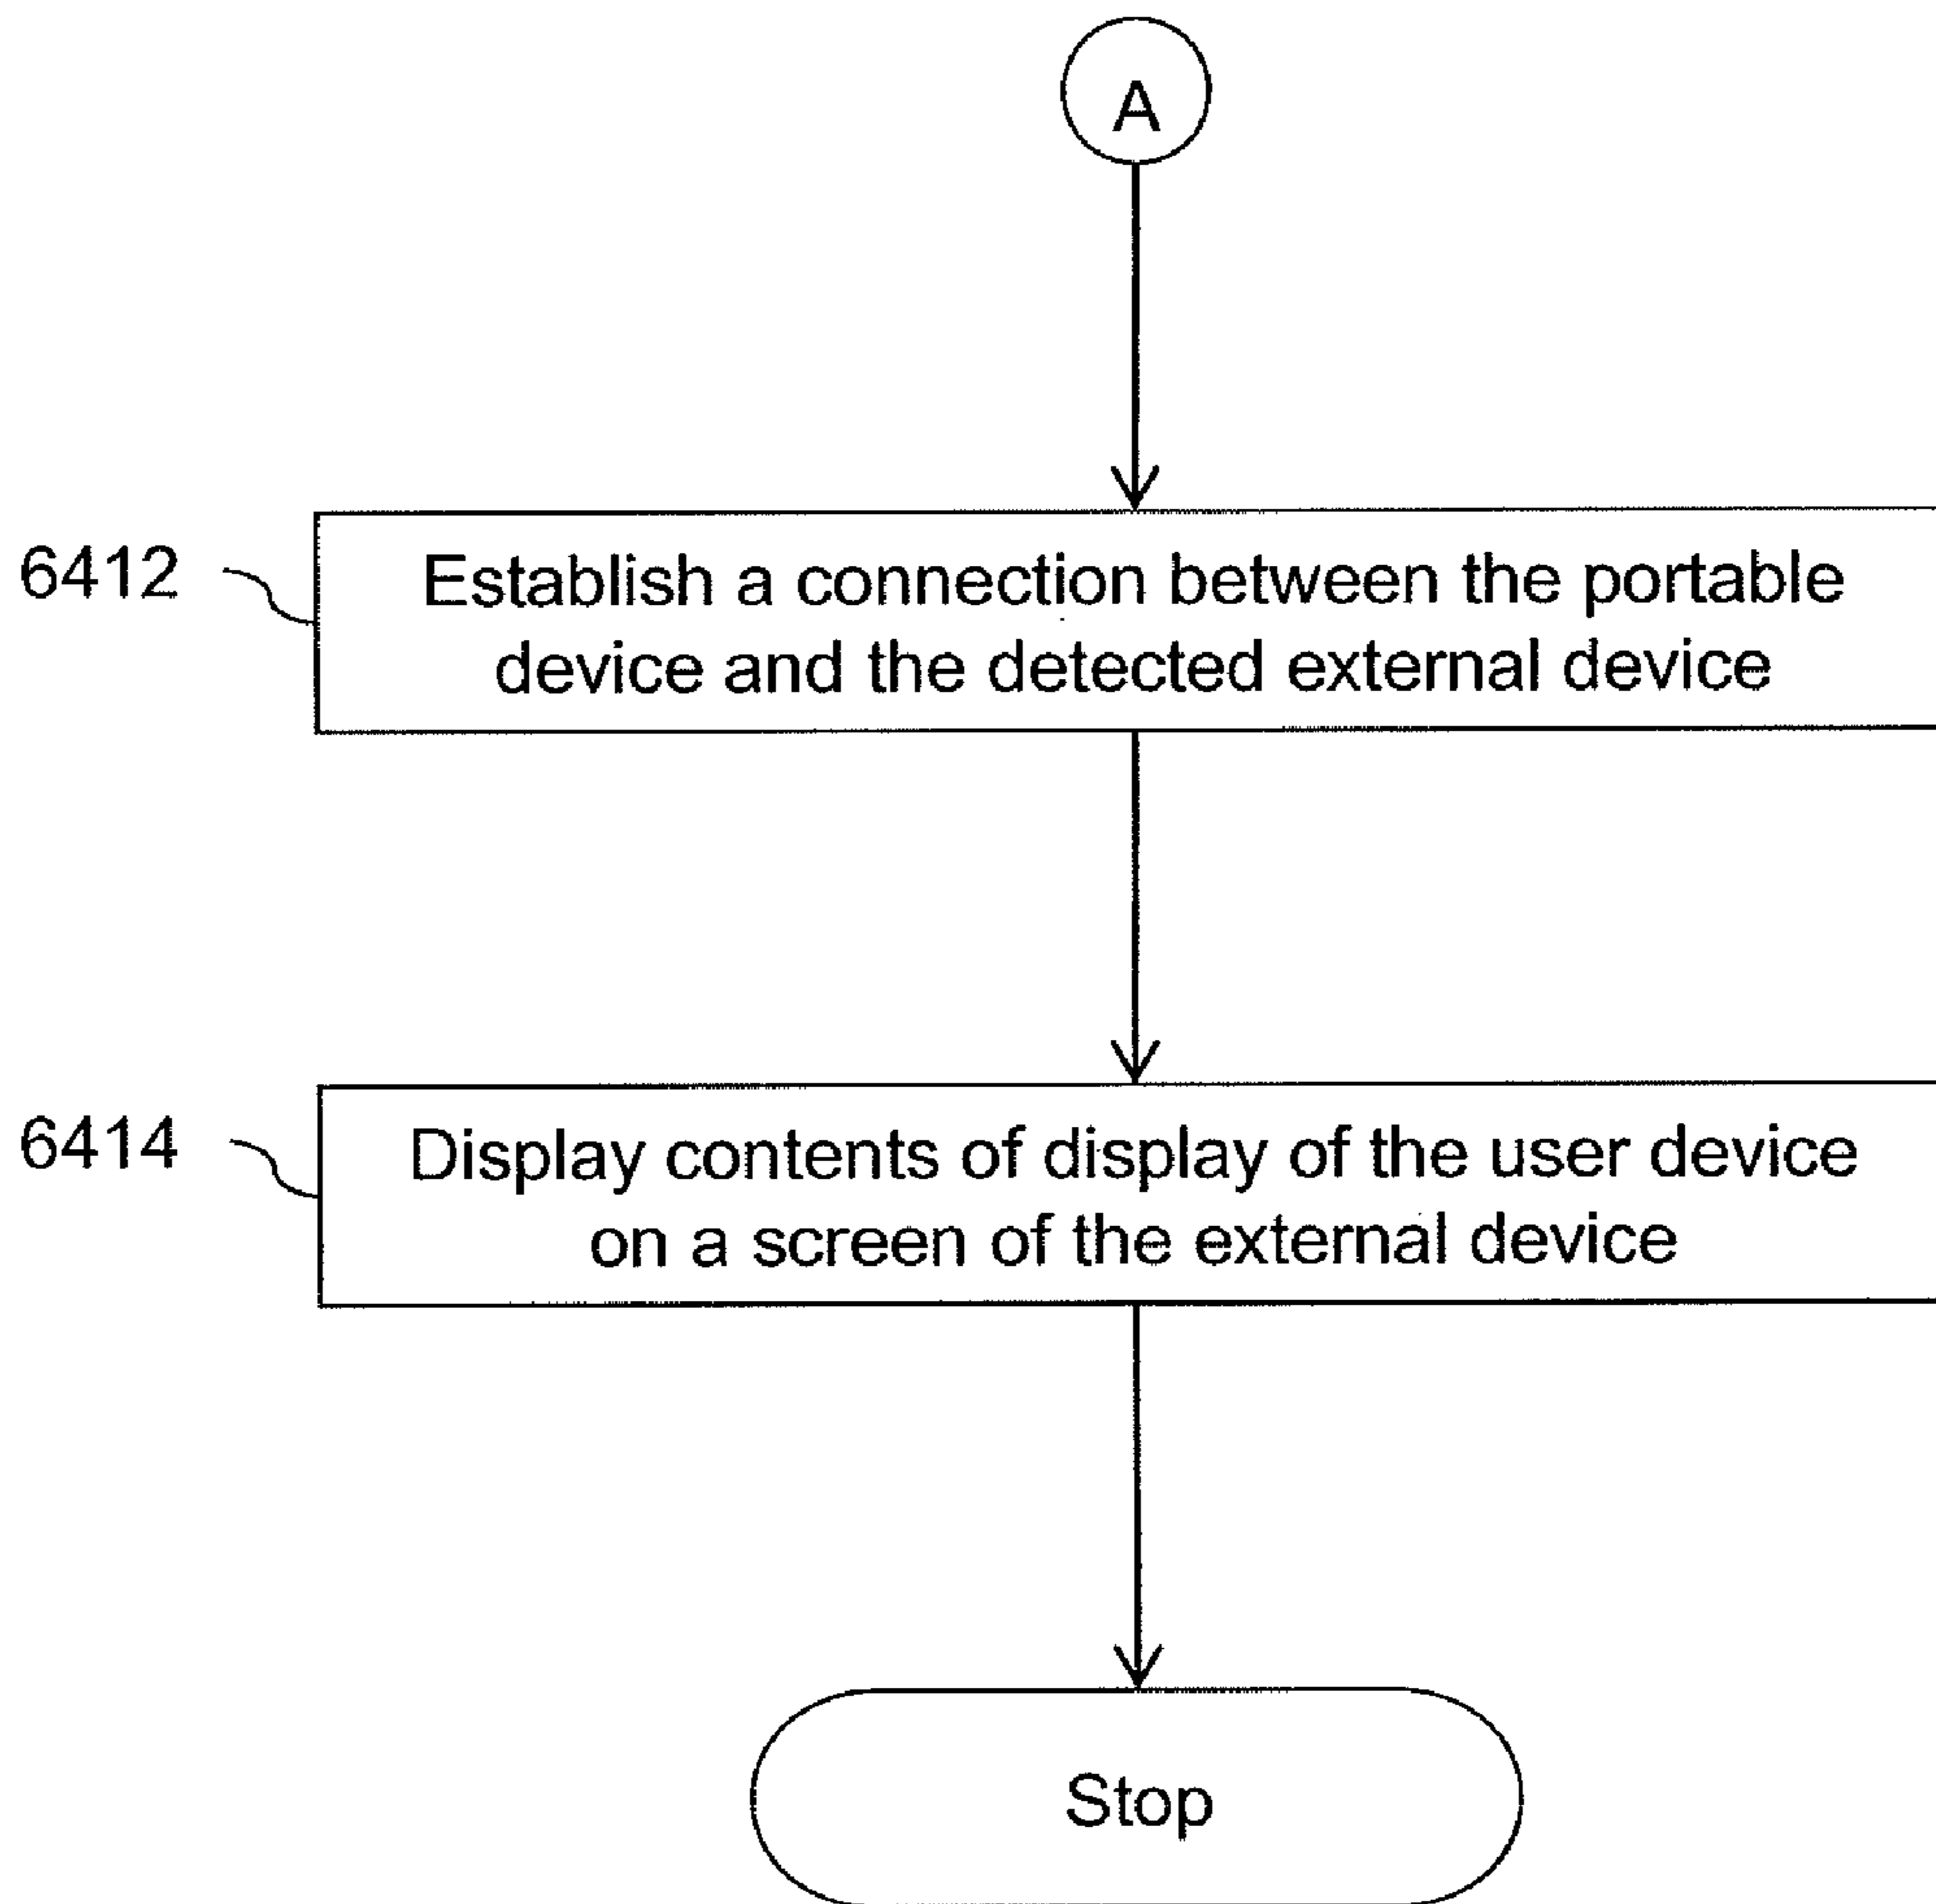 A
6412
Establish a connection between the portable
device and the detected external device
6414
Display contents of display of the user device
on a screen of the external device
Stop